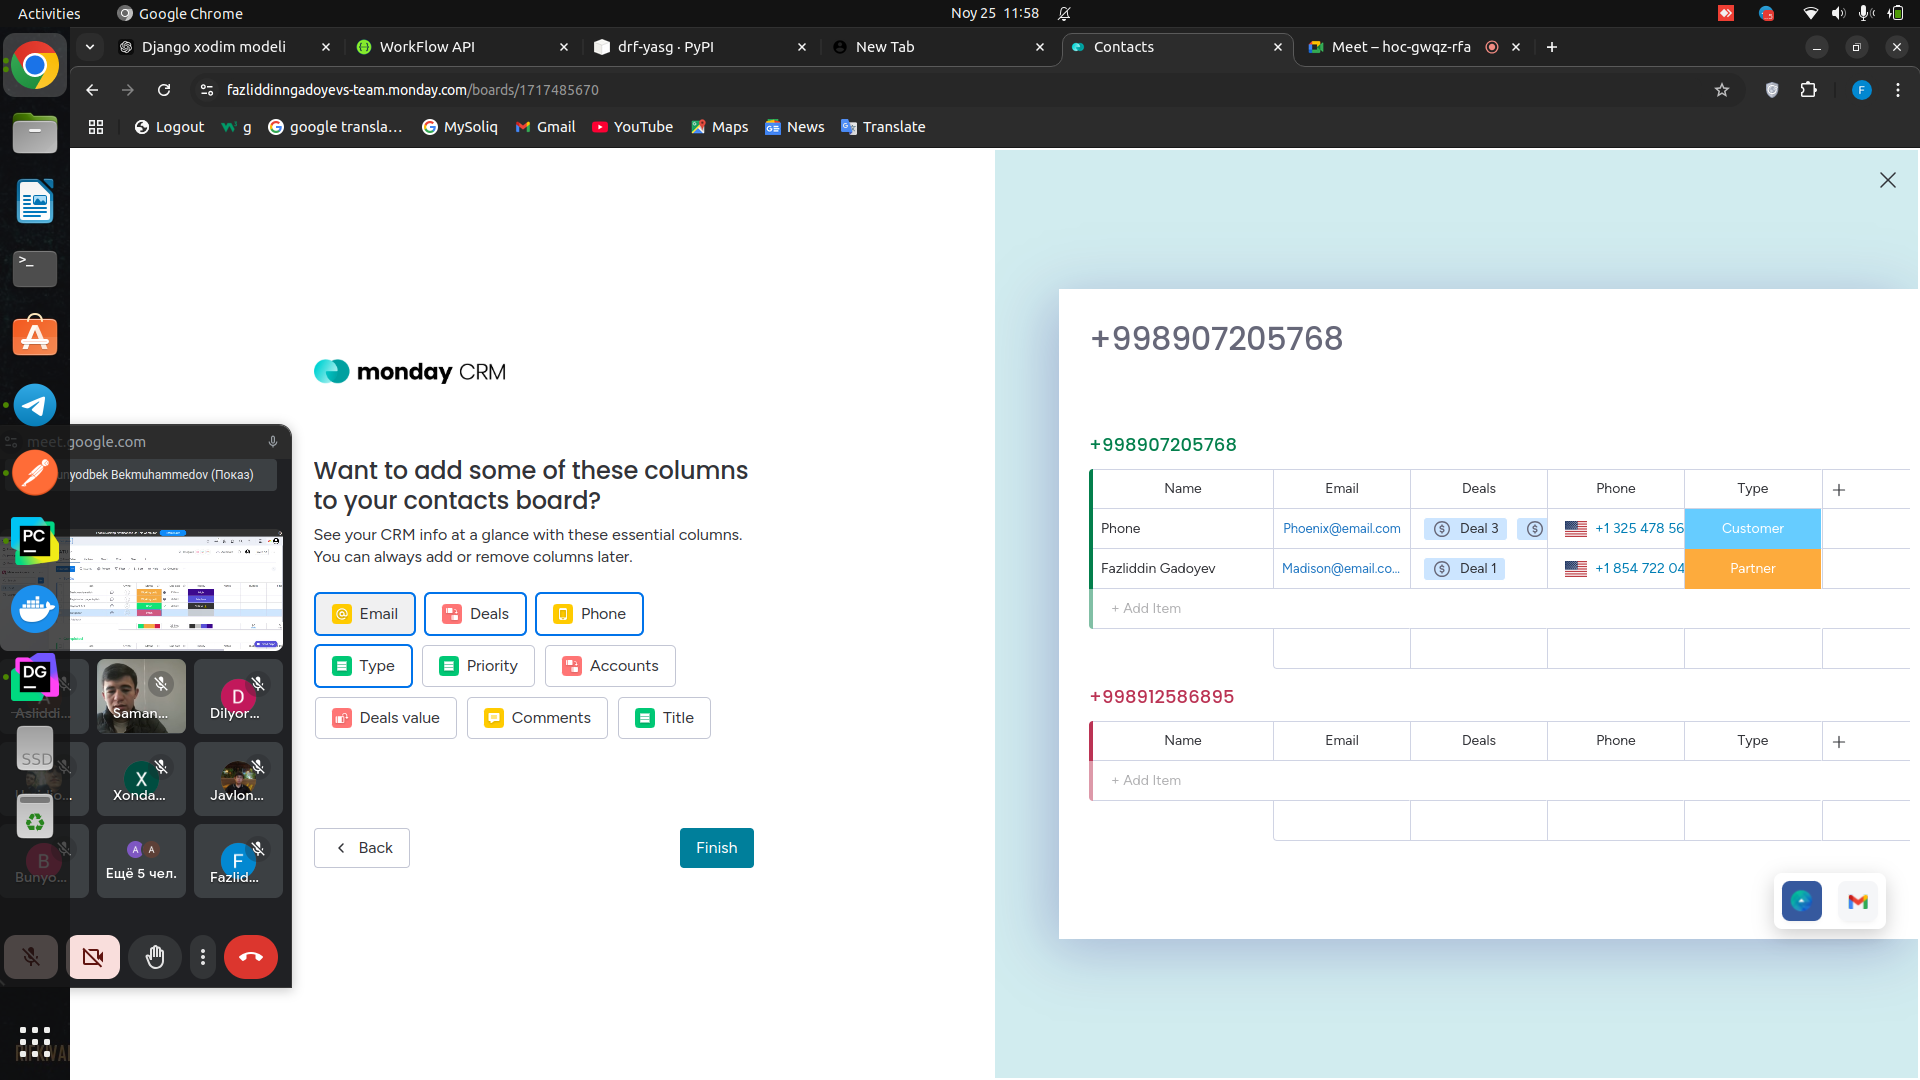 Activities
Google Chrome
Noy 25 11:58
Django xodim modeli
WorkFlow API
drf-yasg · PyPI
New Tab
Contacts
Meet – hoc-gwqz-rfa
fazliddinngadoyevs-team.monday.com/boards/1717485670
F
Logout
g
google transla…
MySoliq
Gmail
YouTube
Maps
News
Translate
monday CRM
Want to add some of these columns
to your contacts board?
See your CRM info at a glance with these essential columns.
You can always add or remove columns later.
Email
Deals
Phone
Type
Priority
Accounts
Deals value
Comments
Title
Back
Finish
+998907205768
+998907205768
Name
Email
Deals
Phone
Type
Phone
Phoenix@email.com
Deal 3
+1 325 478 56
Customer
Fazliddin Gadoyev
Madison@email.co...
Deal 1
+1 854 722 04
Partner
+ Add Item
+998912586895
Name
Email
Deals
Phone
Type
+ Add Item
meet.google.com
nyodbek Bekmuhammedov (Показ)
PC
DG
Asliddi...
Saman...
D
Dilyor...
SSD
X
Xonda...
Javlon...
B
Bunyo...
A
A
Ещё 5 чел.
F
Fazlid...